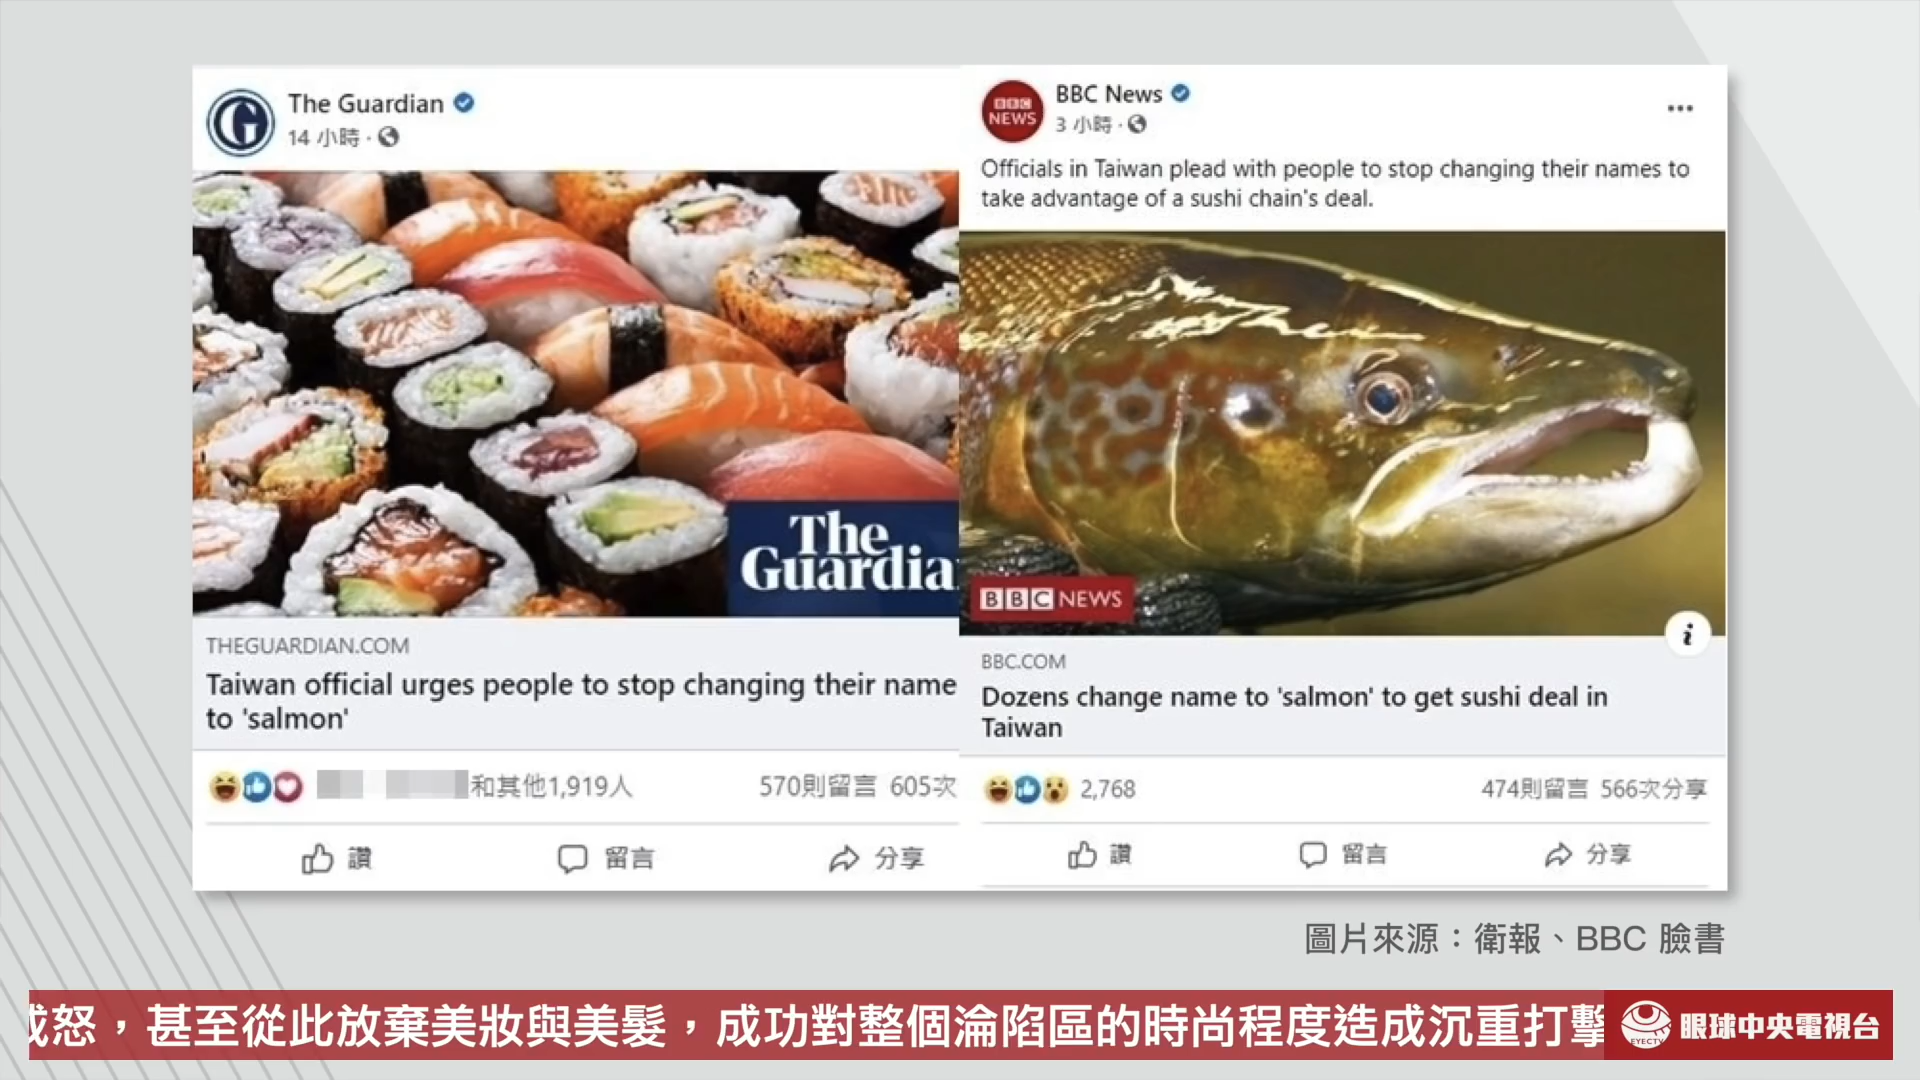 The Guardian
14 小時
The
Guardia
THEGUARDIAN.COM
Taiwan official urges people to stop changing their name
to 'salmon'
和其他1,919人
570則留言 605次
讚 留言 分享
BBC NEWS
BBC News
3 小時
Officials in Taiwan plead with people to stop changing their names to
take advantage of a sushi chain's deal.
BBC NEWS
BBC.COM
Dozens change name to 'salmon' to get sushi deal in
Taiwan
2,768
474則留言 566次分享
讚 留言 分享
圖片來源：衛報、BBC 臉書
怒，甚至從此放棄美妝與美髮，成功對整個淪陷區的時尚程度造成沉重打擊
EYECTV
眼球中央電視台